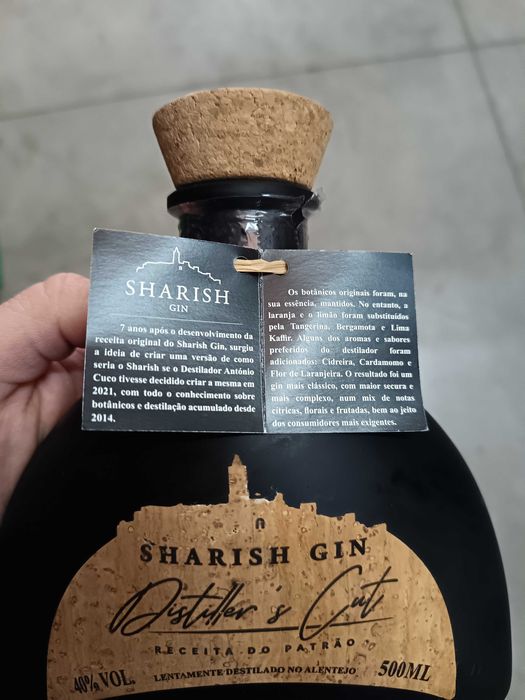 SHARISH
GIN
7 anos após o desenvolvimento da
receita original do Sharish Gin, surgiu
a ideia de criar uma versão de como
seria o Sharish se o Destilador António
Cuco tivesse decidido criar a mesma em
2021, com todo o conhecimento sobre
botânicos e destilação acumulado desde
2014.
Os botânicos originais foram, na
sua essência, mantidos. No entanto, a
laranja e o limão foram substituídos
pela Tangerina, Bergamota e Lima
Kaffir. Alguns dos aromas e sabores
preferidos do destilador foram
adicionados: Cidreira, Cardamomo e
Flor de Laranjeira. O resultado foi um
gin mais clássico, com maior secura e
mais complexo, num mix de notas
cítricas, florais e frutadas, bem ao jeito
dos consumidores mais exigentes.
SHARISH GIN
Distiller's Cut
RECEITA DO PATRÃO
40% VOL. LENTAMENTE DESTILADO NO ALENTEJO 500ML